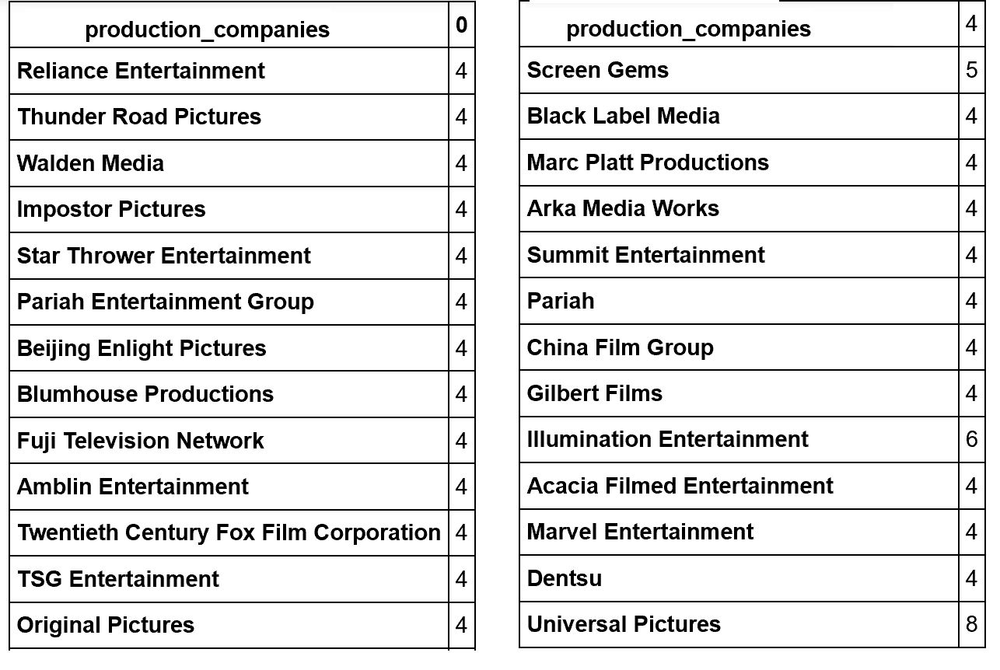 production_companies 0
Reliance Entertainment 4
Thunder Road Pictures 4
Walden Media 4
Impostor Pictures 4
Star Thrower Entertainment 4
Pariah Entertainment Group 4
Beijing Enlight Pictures 4
Blumhouse Productions 4
Fuji Television Network 4
Amblin Entertainment 4
Twentieth Century Fox Film Corporation 4
TSG Entertainment 4
Original Pictures 4
production_companies 4
Screen Gems 5
Black Label Media 4
Marc Platt Productions 4
Arka Media Works 4
Summit Entertainment 4
Pariah 4
China Film Group 4
Gilbert Films 4
Illumination Entertainment 6
Acacia Filmed Entertainment 4
Marvel Entertainment 4
Dentsu 4
Universal Pictures 8